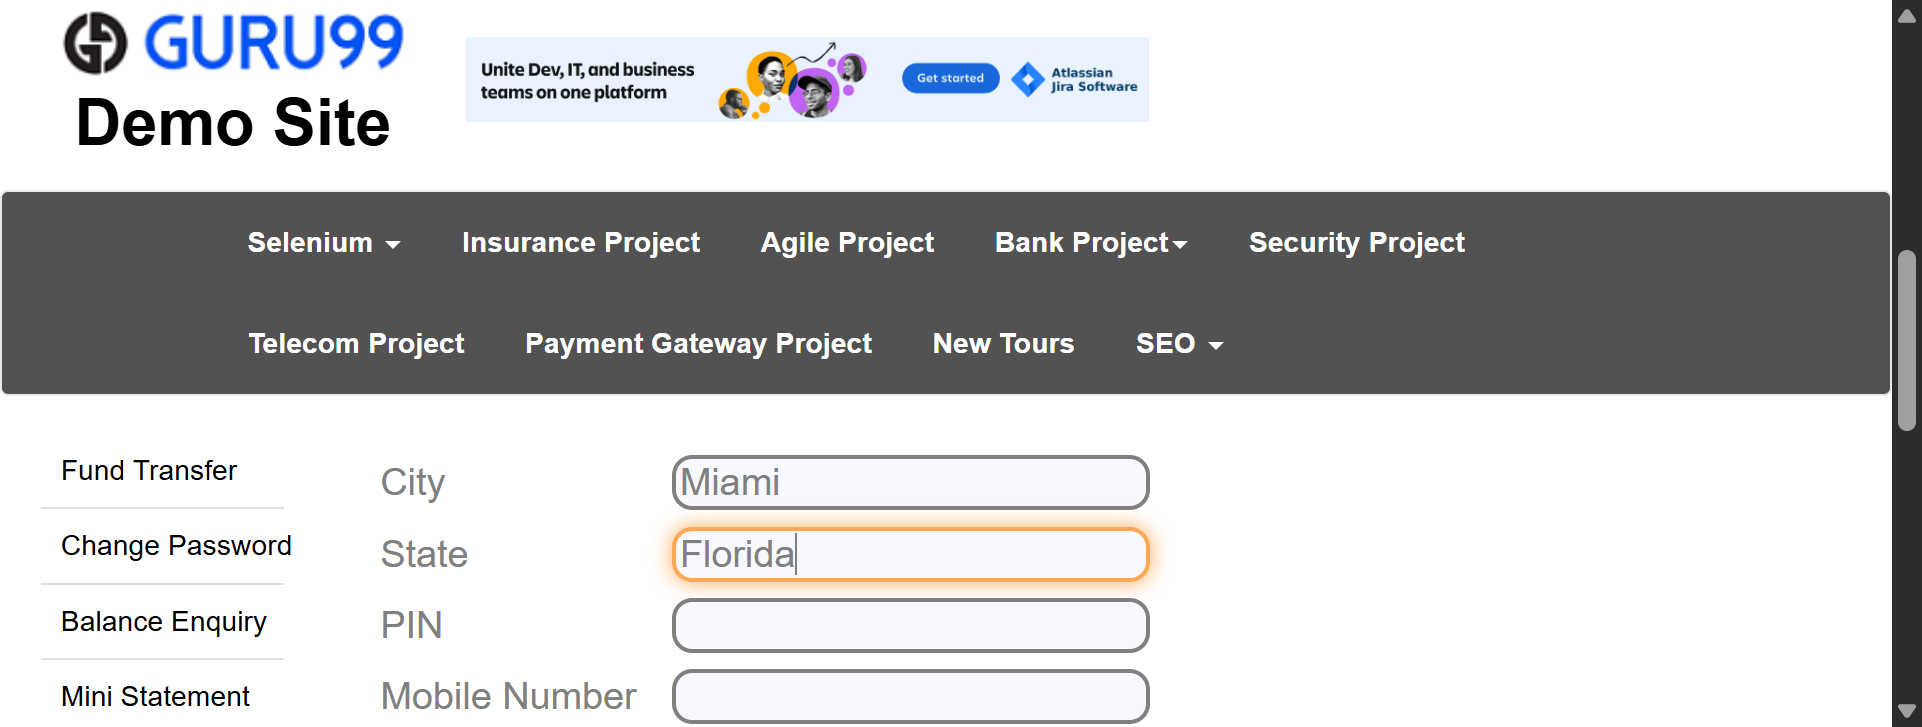 GURU99
Demo Site
Unite Dev, IT, and business
teams on one platform
Get started
Atlassian
Jira Software
Selenium
Insurance Project
Agile Project
Bank Project
Security Project
Telecom Project
Payment Gateway Project
New Tours
SEO
Fund Transfer
Change Password
Balance Enquiry
Mini Statement
City
Miami
State
Florida
PIN
Mobile Number